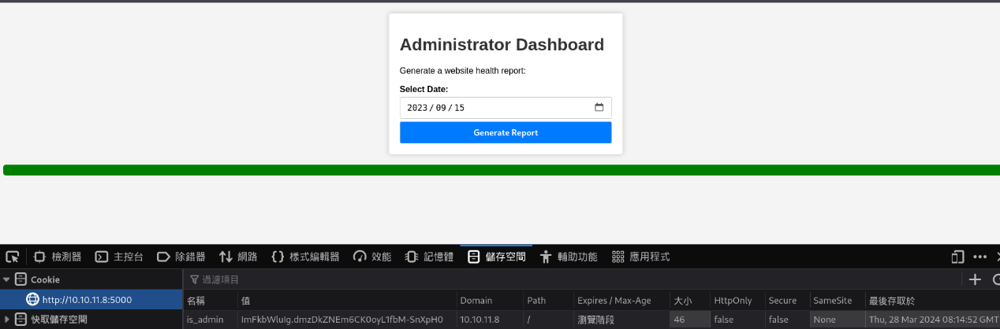 Administrator Dashboard
Generate a website health report:
Select Date:
2023/09/15
Generate Report
檢測器 主控台 除錯器 網路 樣式編輯器 效能 記憶體 儲存空間 輔助功能 應用程式
Cookie 過濾項目
http://10.10.11.8:5000 名稱 值 Domain Path Expires / Max-Age 大小 HttpOnly Secure SameSite 最後存取於
快取儲存空間 is_admin ImFkbWluIg.dmzDkZNEm6CK0oyL1fbM-SnXpH0 10.10.11.8 / 瀏覽階段 46 false false None Thu, 28 Mar 2024 08:14:52 GMT